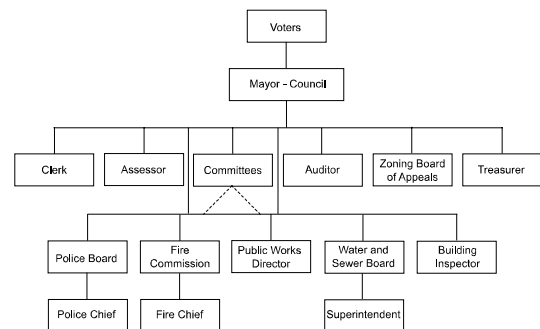 Voters
Mayor - Council
Clerk
Assessor
Committees
Auditor
Zoning Board
of Appeals
Treasurer
Police Board
Fire
Commission
Public Works
Director
Water and
Sewer Board
Building
Inspector
Police Chief
Fire Chief
Superintendent